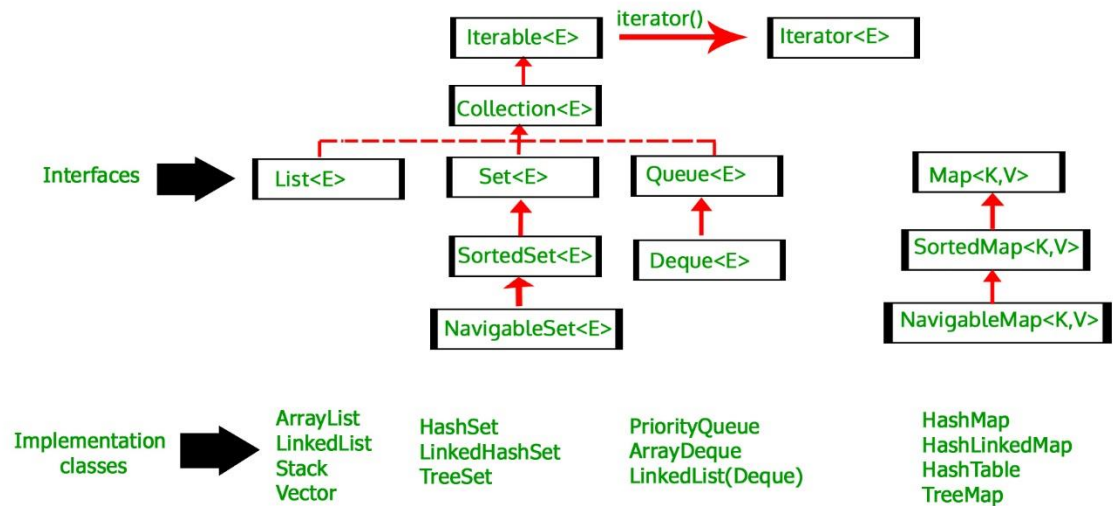 iterator()
Iterable<E>
Iterator<E>
Collection<E>
Interfaces
List<E>
Set<E>
Queue<E>
Map<K,V>
SortedSet<E>
Deque<E>
SortedMap<K,V>
NavigableSet<E>
NavigableMap<K,V>
Implementation
classes
ArrayList
LinkedList
Stack
Vector
HashSet
LinkedHashSet
TreeSet
PriorityQueue
ArrayDeque
LinkedList(Deque)
HashMap
HashLinkedMap
HashTable
TreeMap